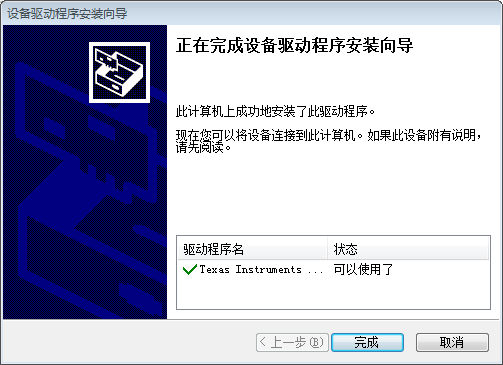 设备驱动程序安装向导
正在完成设备驱动程序安装向导
此计算机上成功地安装了此驱动程序。
现在您可以将设备连接到此计算机。如果此设备附有说明，
请先阅读。
驱动程序名 状态
Texas Instruments ... 可以使用了
< 上一步(B) 完成 取消